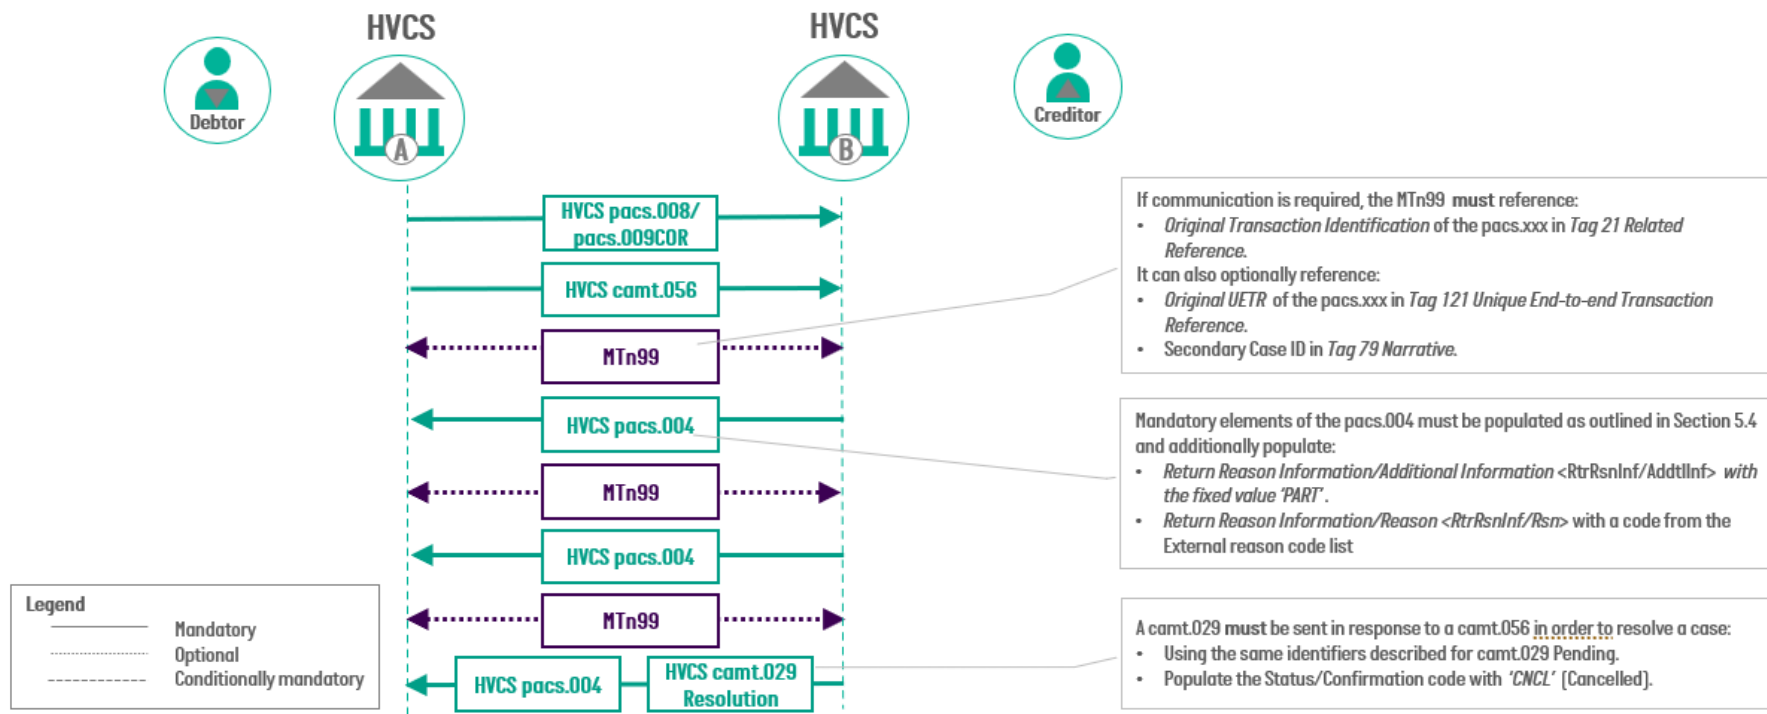 HVCS
HVCS
Debtor
A
B
Creditor
HVCS pacs.008/
pacs.009COR
HVCS camt.056
MTn99
HVCS pacs.004
MTn99
HVCS pacs.004
MTn99
HVCS pacs.004
HVCS camt.029
Resolution
If communication is required, the MTn99 must reference:
• Original Transaction Identification of the pacs.xxx in Tag 21 Related
Reference.
It can also optionally reference:
• Original UETR of the pacs.xxx in Tag 121 Unique End-to-end Transaction
Reference.
• Secondary Case ID in Tag 79 Narrative.
Mandatory elements of the pacs.004 must be populated as outlined in Section 5.4
and additionally populate:
• Return Reason Information/Additional Information <RtrRsnInf/AddtlInf> with
the fixed value 'PART' .
• Return Reason Information/Reason <RtrRsnInf/Rsn> with a code from the
External reason code list
A camt.029 must be sent in response to a camt.056 in order to resolve a case:
• Using the same identifiers described for camt.029 Pending.
• Populate the Status/Confirmation code with 'CNCL' (Cancelled).
Legend
Mandatory
Optional
Conditionally mandatory